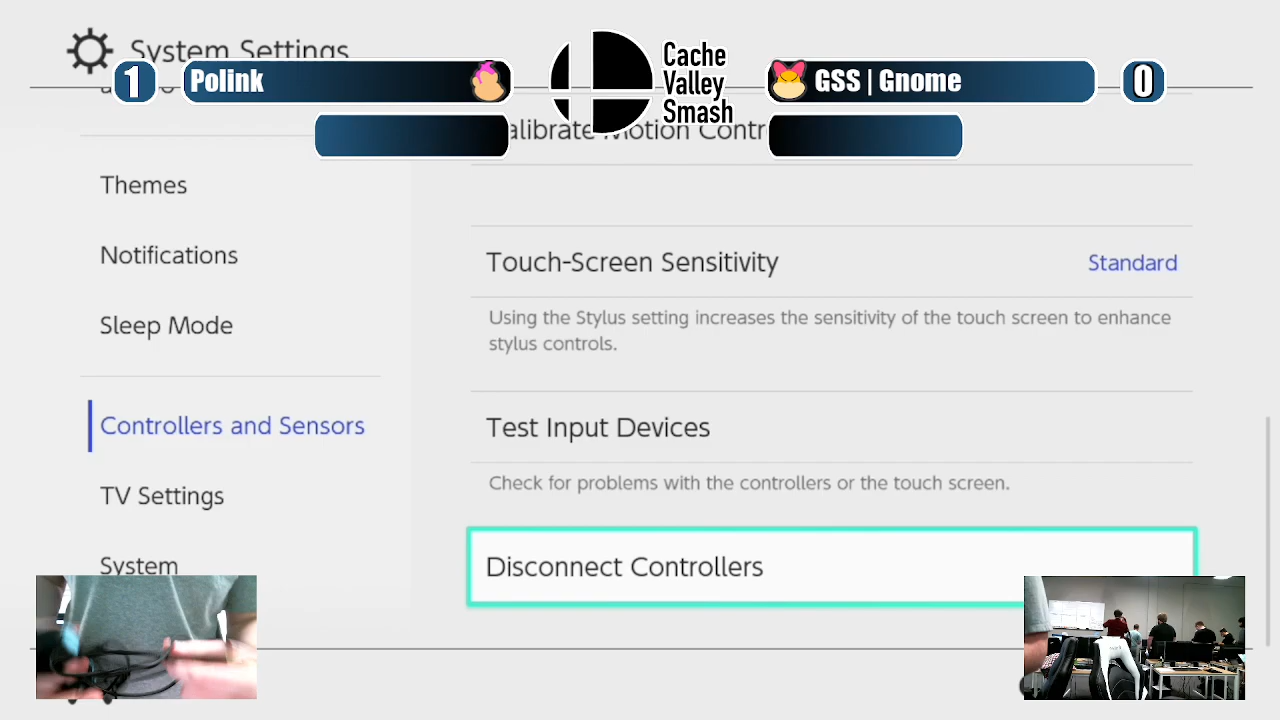 System Settings
1
Polink
Cache
Valley
Smash
GSS | Gnome
0
Calibrate Motion Contr
Themes
Notifications
Sleep Mode
Controllers and Sensors
TV Settings
System
Touch-Screen Sensitivity
Standard
Using the Stylus setting increases the sensitivity of the touch screen to enhance
stylus controls.
Test Input Devices
Check for problems with the controllers or the touch screen.
Disconnect Controllers